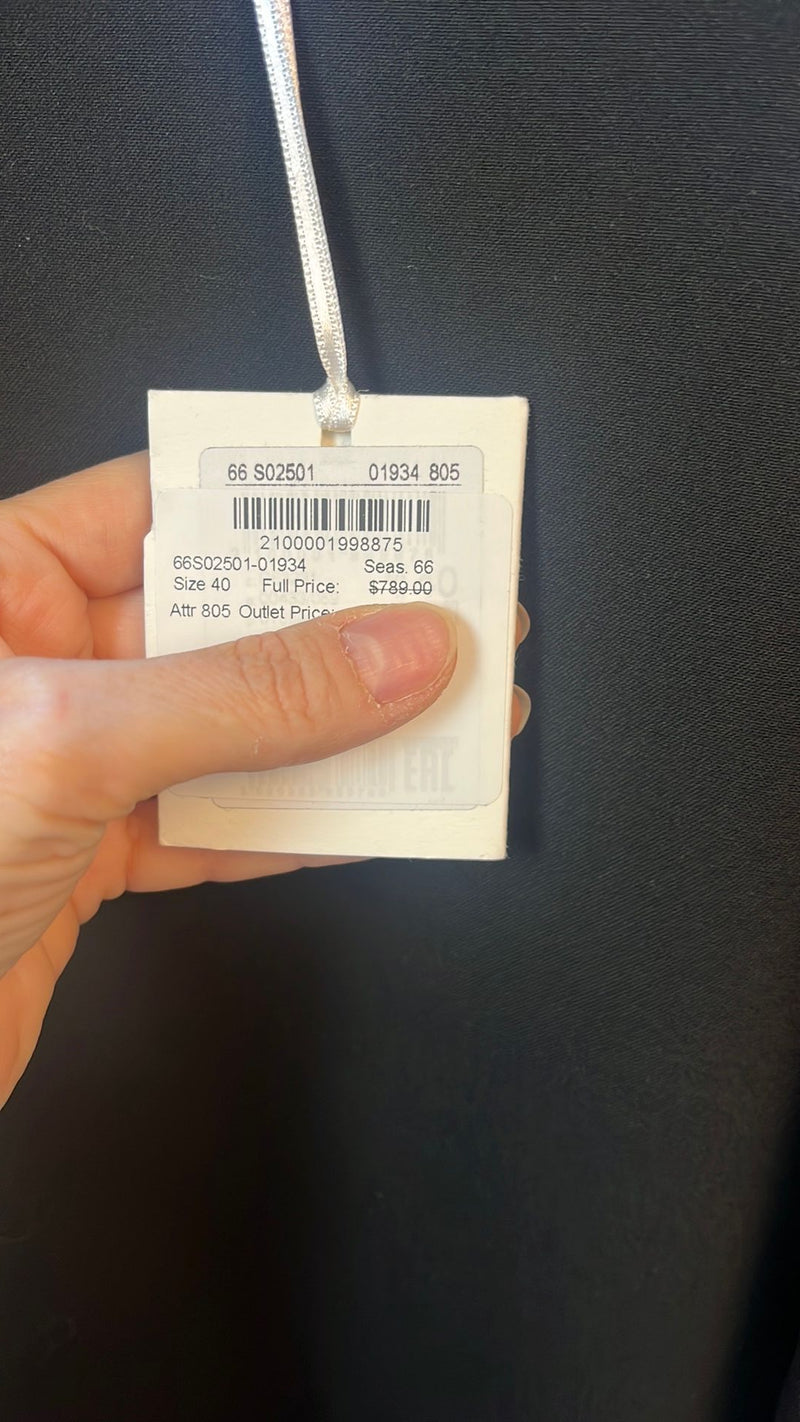 66 S02501 01934 805
2100001998875
66S02501-01934 Seas. 66
Size 40 Full Price: $789.00
Attr 805 Outlet Price:
EAC